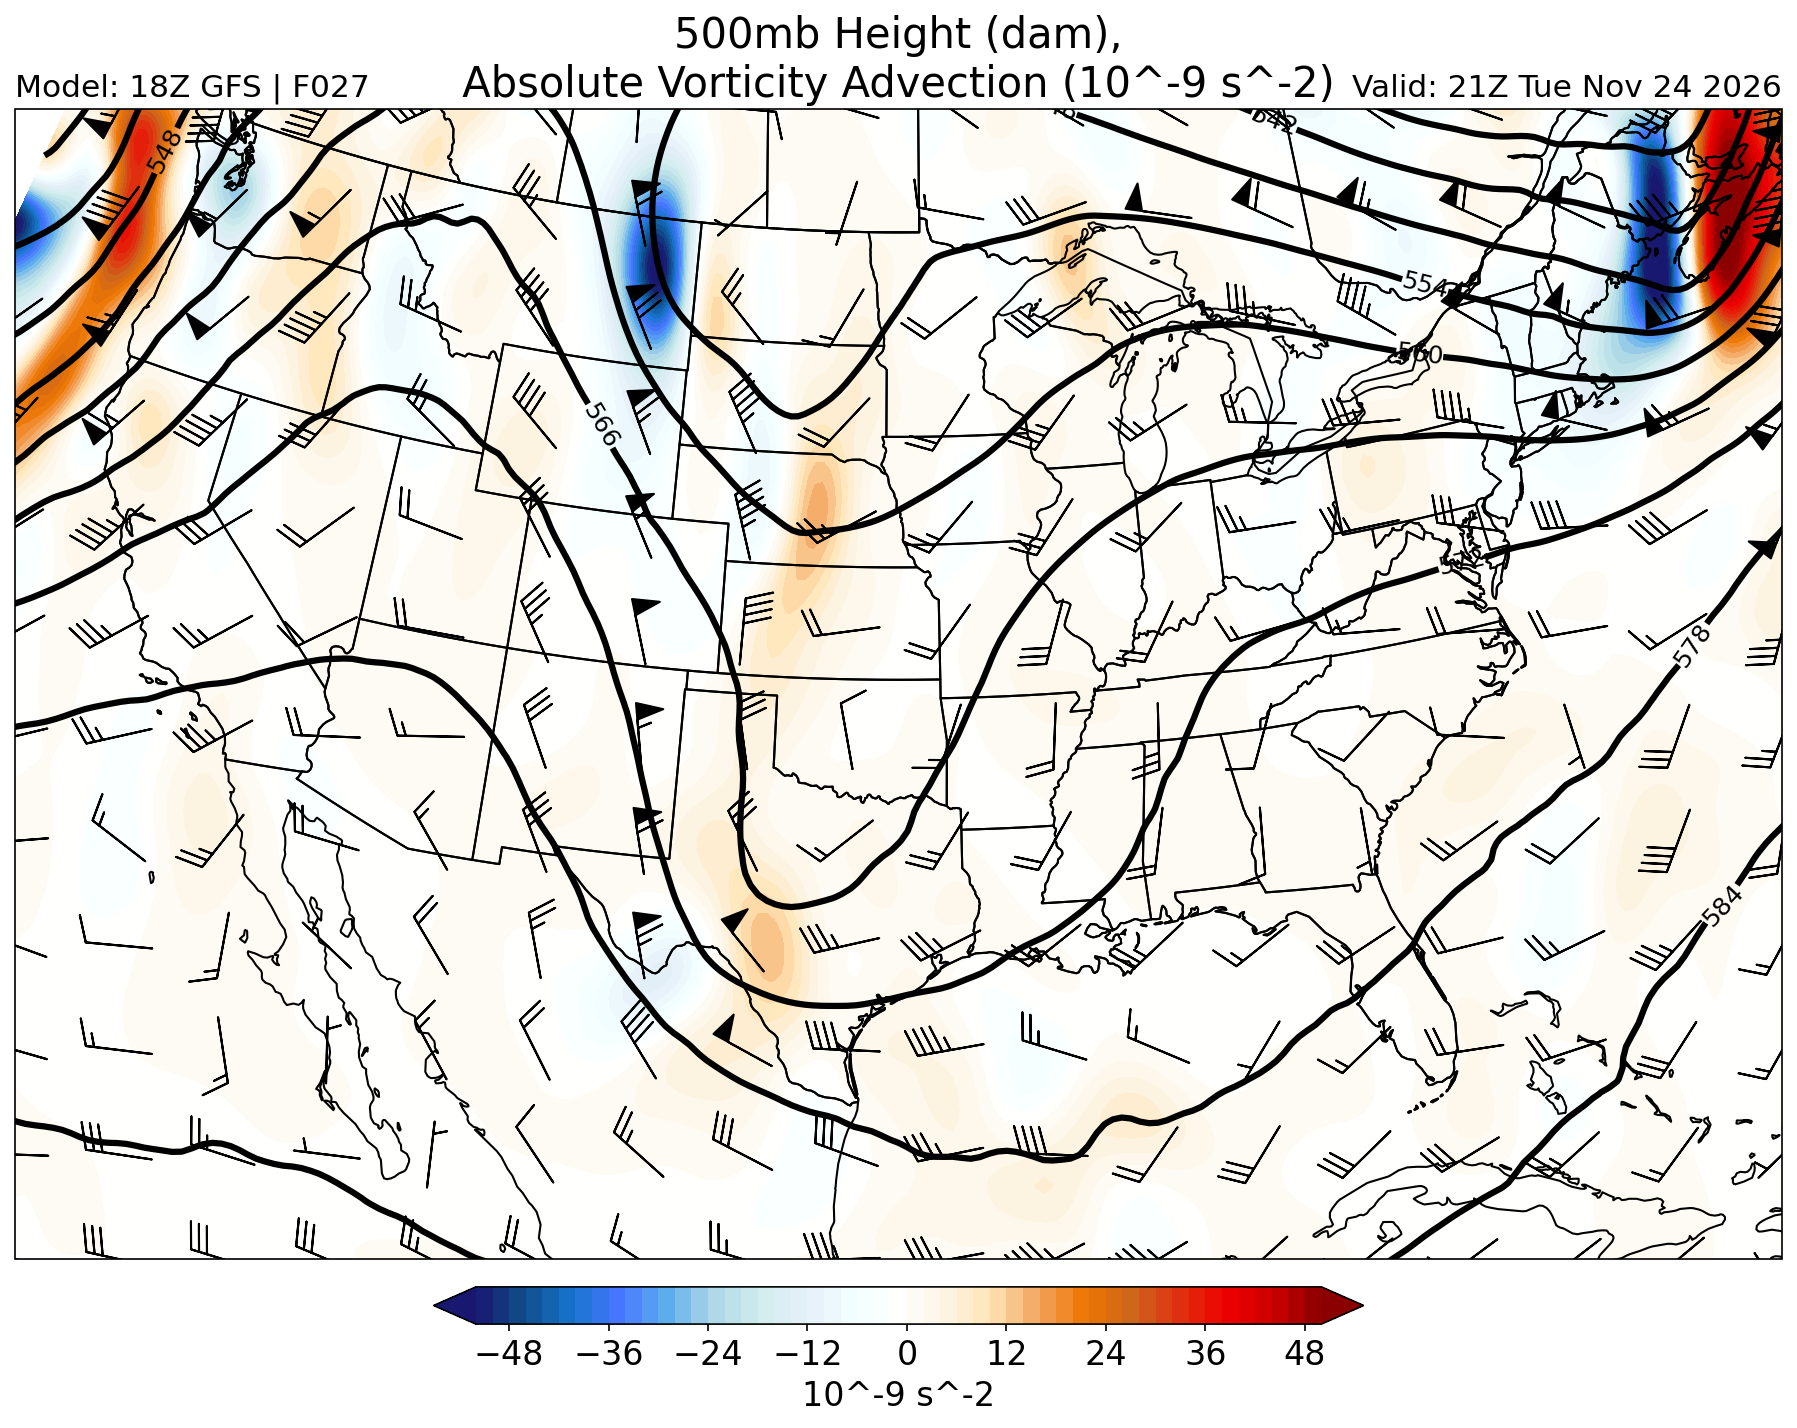 500mb Height (dam),
Model: 18Z GFS | F027
Absolute Vorticity Advection (10^-9 s^-2)
Valid: 21Z Tue Nov 24 2026
548
542
554
560
566
578
584
−48 −36 −24 −12 0 12 24 36 48
10^-9 s^-2